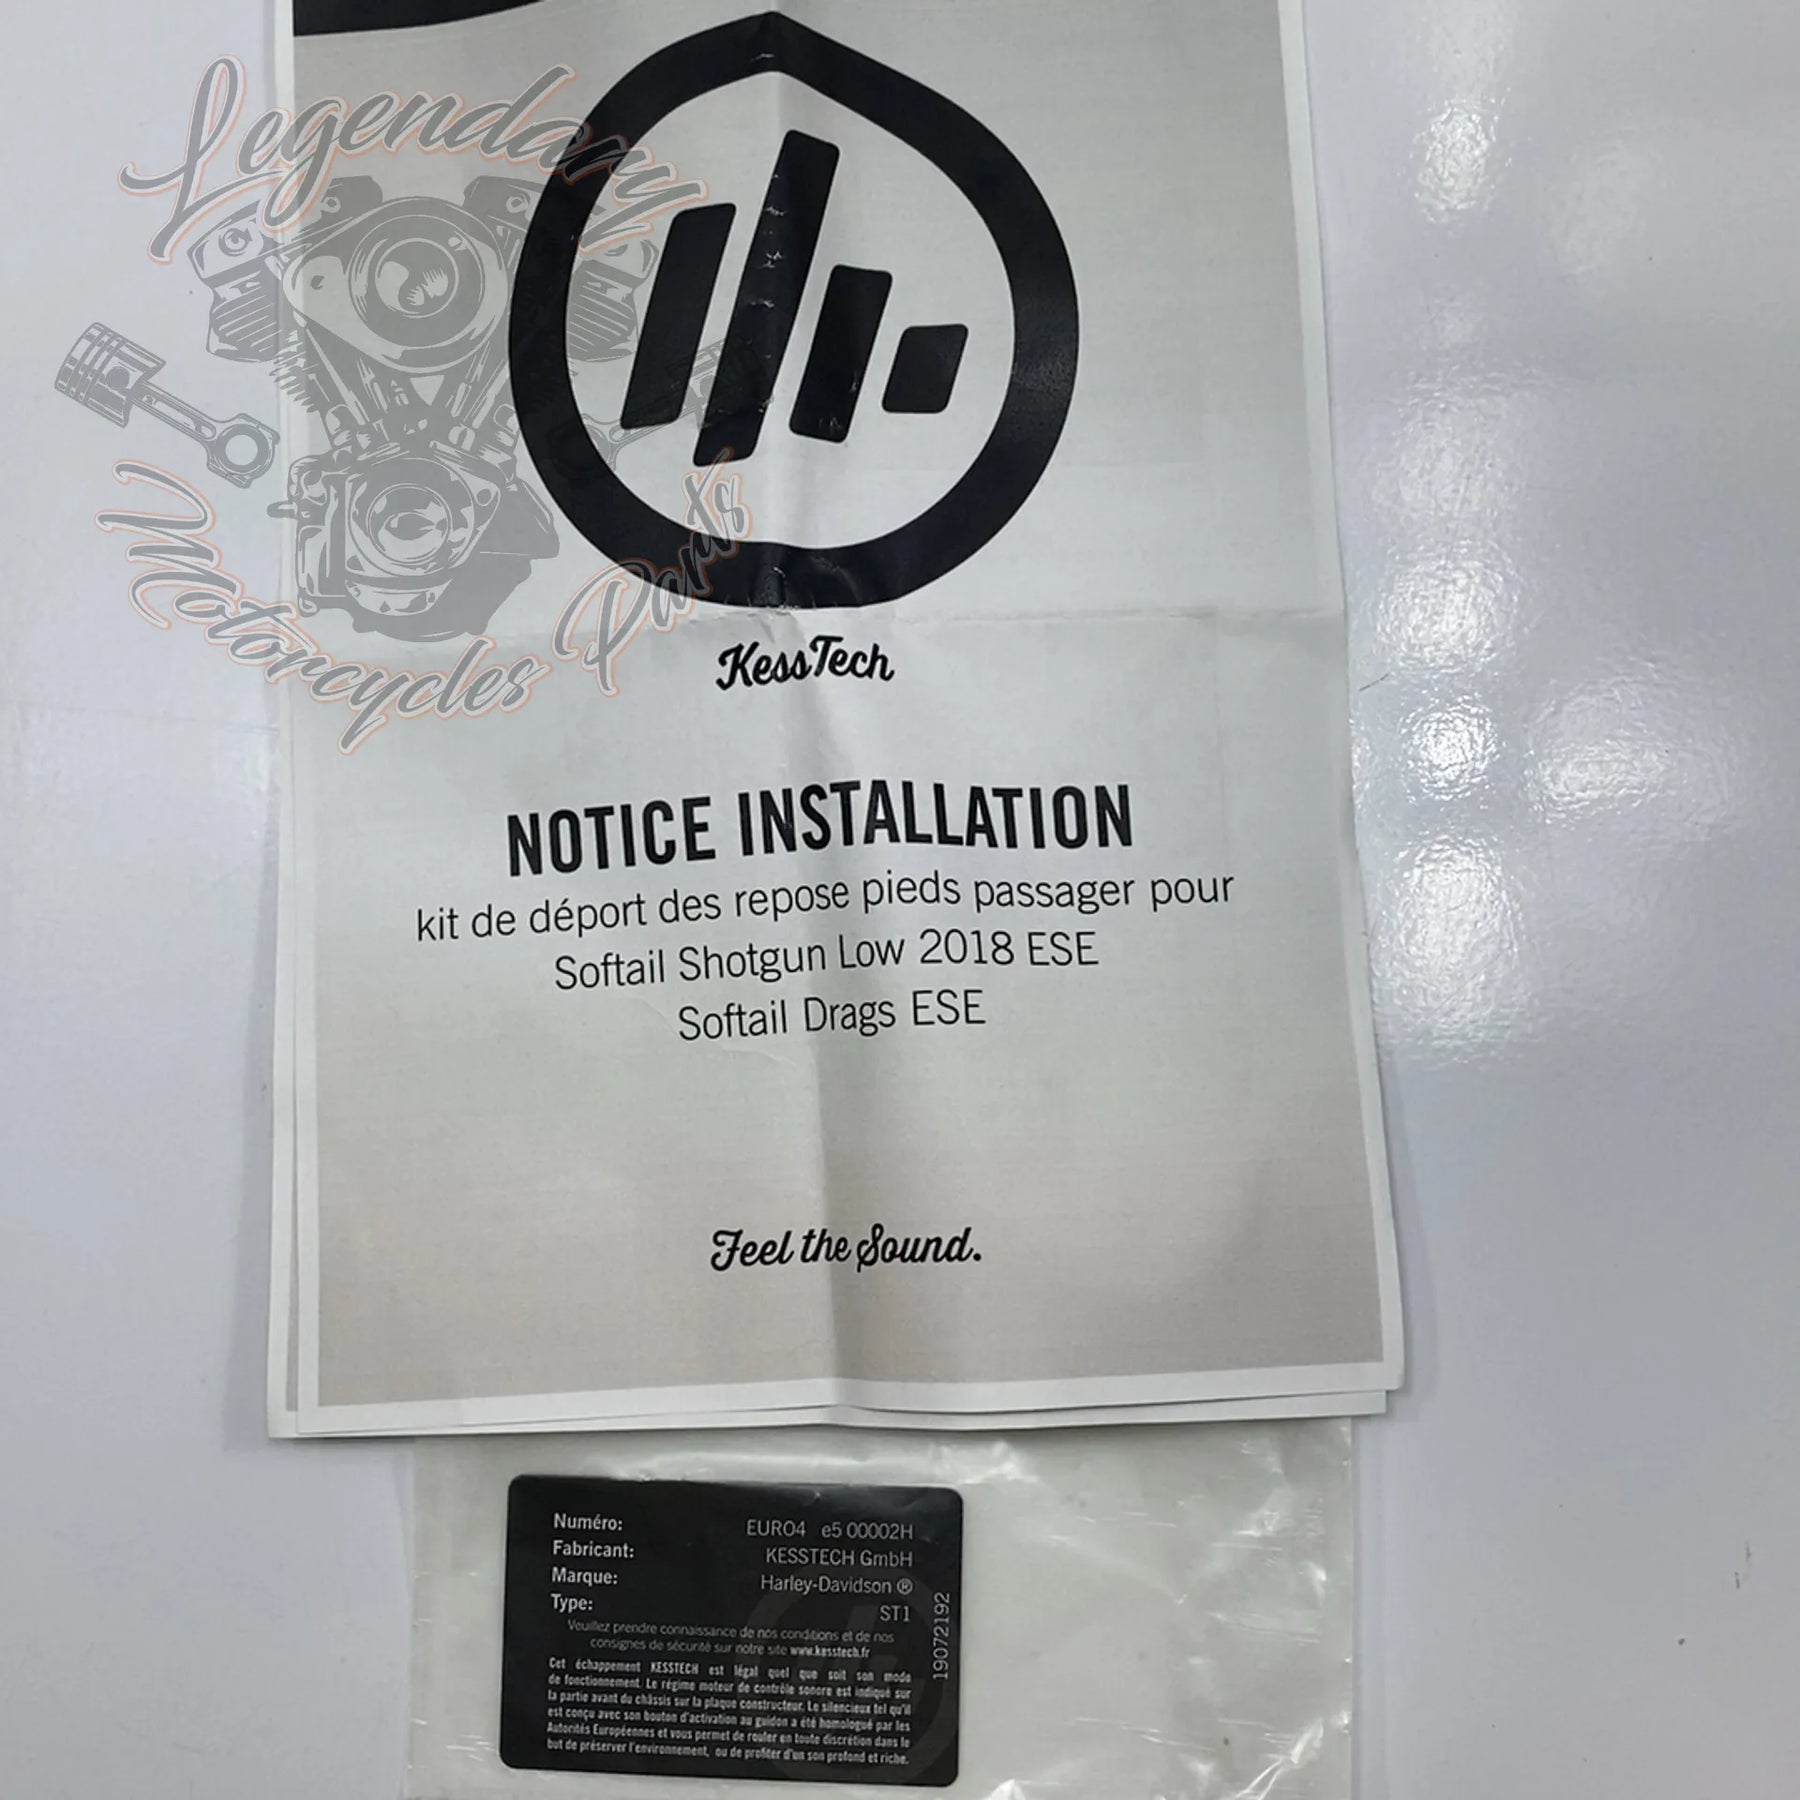 Legendary
Motorcycles Parts
KessTech
NOTICE INSTALLATION
kit de déport des repose pieds passager pour
Softail Shotgun Low 2018 ESE
Softail Drags ESE
Feel the Sound.
Numéro: EURO4 e5 00002H
Fabricant: KESSTECH GmbH
Marque: Harley-Davidson ®
Type: ST1
Veuillez prendre connaissance de nos conditions et de nos
consignes de sécurité sur notre site www.kesstech.fr
Cet échappement KESSTECH est légal quel que soit son mode
de fonctionnement. Le régime moteur de contrôle sonore est indiqué sur
la partie avant du châssis sur la plaque constructeur. Le silencieux tel qu'il
est conçu avec son bouton d'activation au guidon a été homologué par les
Autorités Européennes et vous permet de rouler en toute discrétion dans le
but de préserver l'environnement, ou de profiter d'un son profond et riche.
19072192